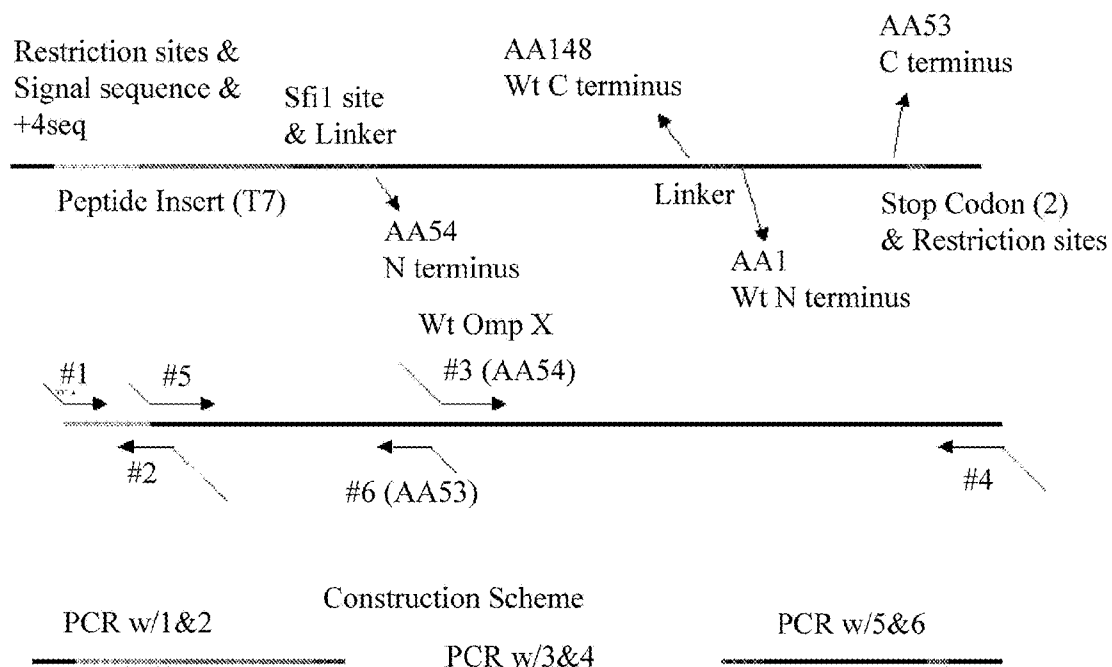 Restriction sites &
Signal sequence &
+4seq
Sfi1 site
& Linker
AA148
Wt C terminus
AA53
C terminus
Peptide Insert (T7)
AA54
N terminus
Linker
AA1
Wt N terminus
Stop Codon (2)
& Restriction sites
Wt Omp X
#1
#5
#3 (AA54)
#2
#6 (AA53)
#4
Construction Scheme
PCR w/1&2
PCR w/3&4
PCR w/5&6